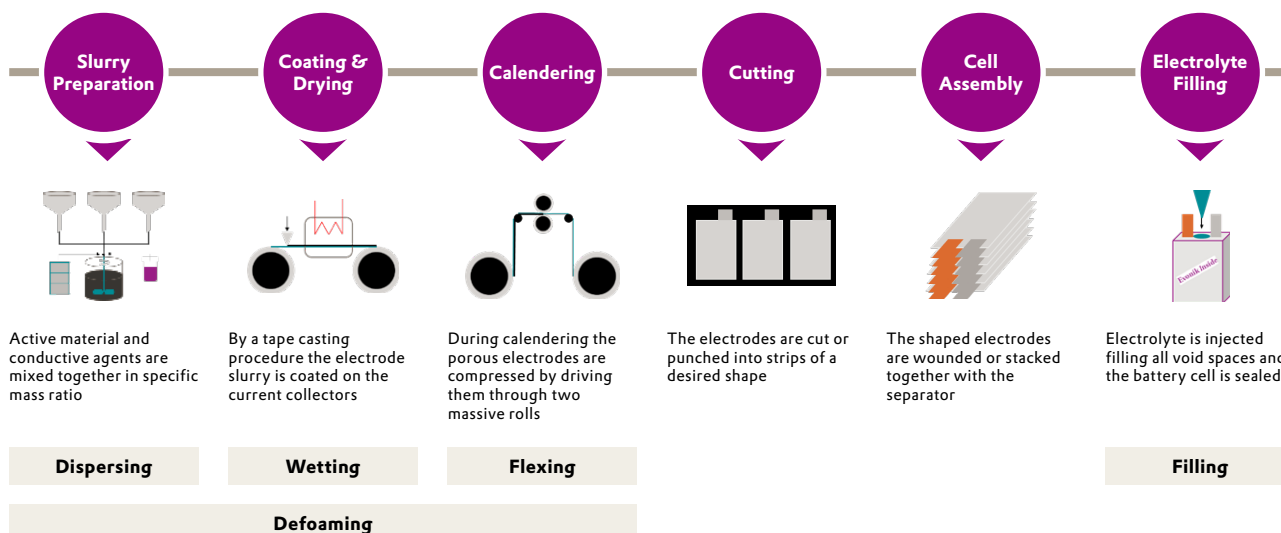 Slurry
Preparation
Coating &
Drying
Calendering
Cutting
Cell
Assembly
Electrolyte
Filling
Evonik Inside
Active material and
conductive agents are
mixed together in specific
mass ratio
By a tape casting
procedure the electrode
slurry is coated on the
current collectors
During calendering the
porous electrodes are
compressed by driving
them through two
massive rolls
The electrodes are cut or
punched into strips of a
desired shape
The shaped electrodes
are wounded or stacked
together with the
separator
Electrolyte is injected
filling all void spaces and
the battery cell is sealed
Dispersing
Wetting
Flexing
Filling
Defoaming